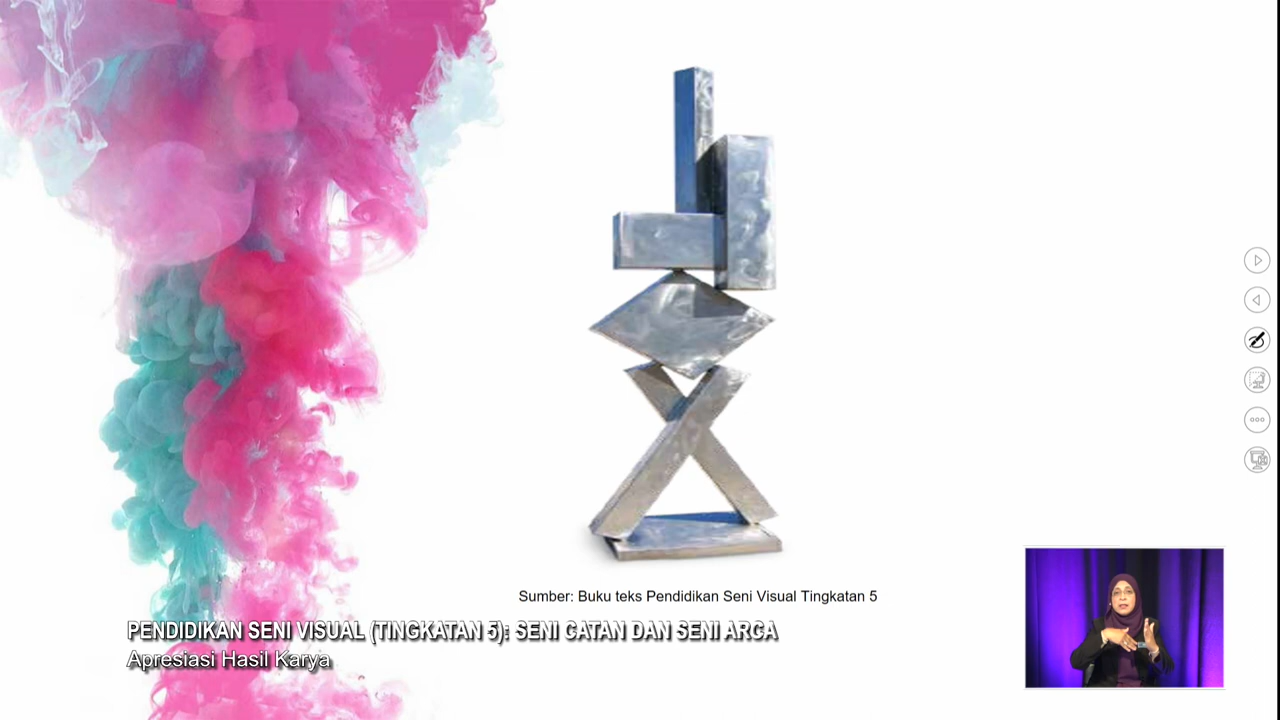 Sumber: Buku teks Pendidikan Seni Visual Tingkatan 5
PENDIDIKAN SENI VISUAL (TINGKATAN 5): SENI CATAN DAN SENI ARCA
Apresiasi Hasil Karya